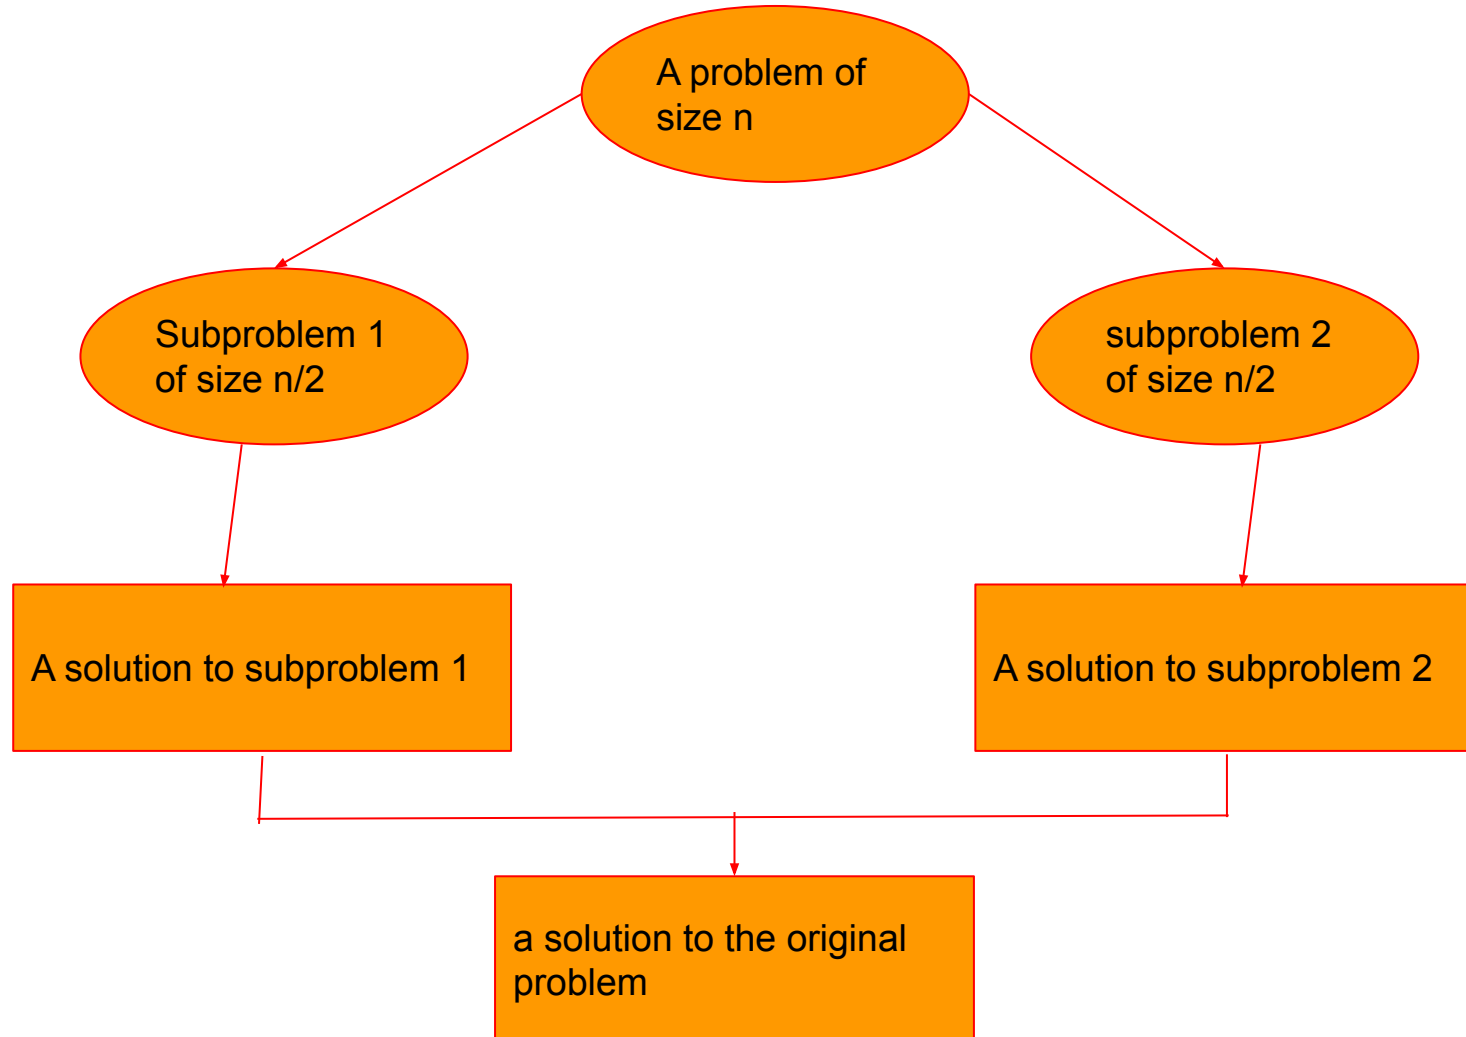 A problem of
size n
Subproblem 1
of size n/2
subproblem 2
of size n/2
A solution to subproblem 1
A solution to subproblem 2
a solution to the original
problem